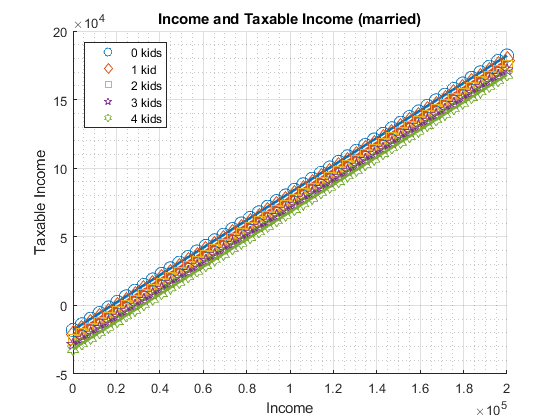 Income and Taxable Income (married)
×10^4
20
15
10
5
0
-5
Taxable Income
0 kids
1 kid
2 kids
3 kids
4 kids
0 0.2 0.4 0.6 0.8 1 1.2 1.4 1.6 1.8 2
Income
×10^5